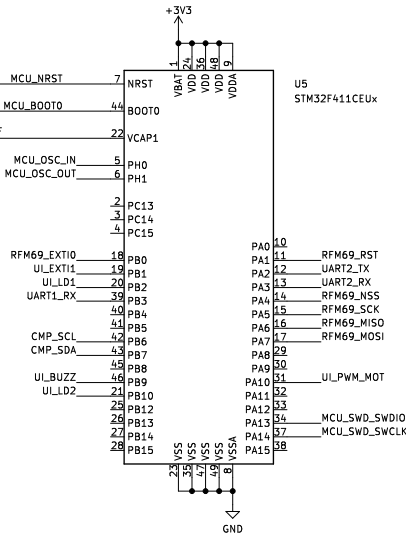 +3V3
1 24 36 48 9
VBAT VDD VDD VDD VDDA
U5
STM32F411CEUx
MCU_NRST 7 NRST
MCU_BOOT0 44 BOOT0
22 VCAP1
MCU_OSC_IN 5 PH0
MCU_OSC_OUT 6 PH1
2 PC13
3 PC14
4 PC15
PA0 10
RFM69_EXTI0 18 PB0 PA1 11 RFM69_RST
UI_EXTI1 19 PB1 PA2 12 UART2_TX
UI_LD1 20 PB2 PA3 13 UART2_RX
UART1_RX 39 PB3 PA4 14 RFM69_NSS
40 PB4 PA5 15 RFM69_SCK
41 PB5 PA6 16 RFM69_MISO
CMP_SCL 42 PB6 PA7 17 RFM69_MOSI
CMP_SDA 43 PB7 PA8 29
45 PB8 PA9 30
UI_BUZZ 46 PB9 PA10 31 UI_PWM_MOT
UI_LD2 21 PB10 PA11 32
25 PB12 PA12 33
26 PB13 PA13 34 MCU_SWD_SWDIO
27 PB14 PA14 37 MCU_SWD_SWCLK
28 PB15 PA15 38
VSS VSS VSS VSS VSSA
23 35 47 49 8
GND